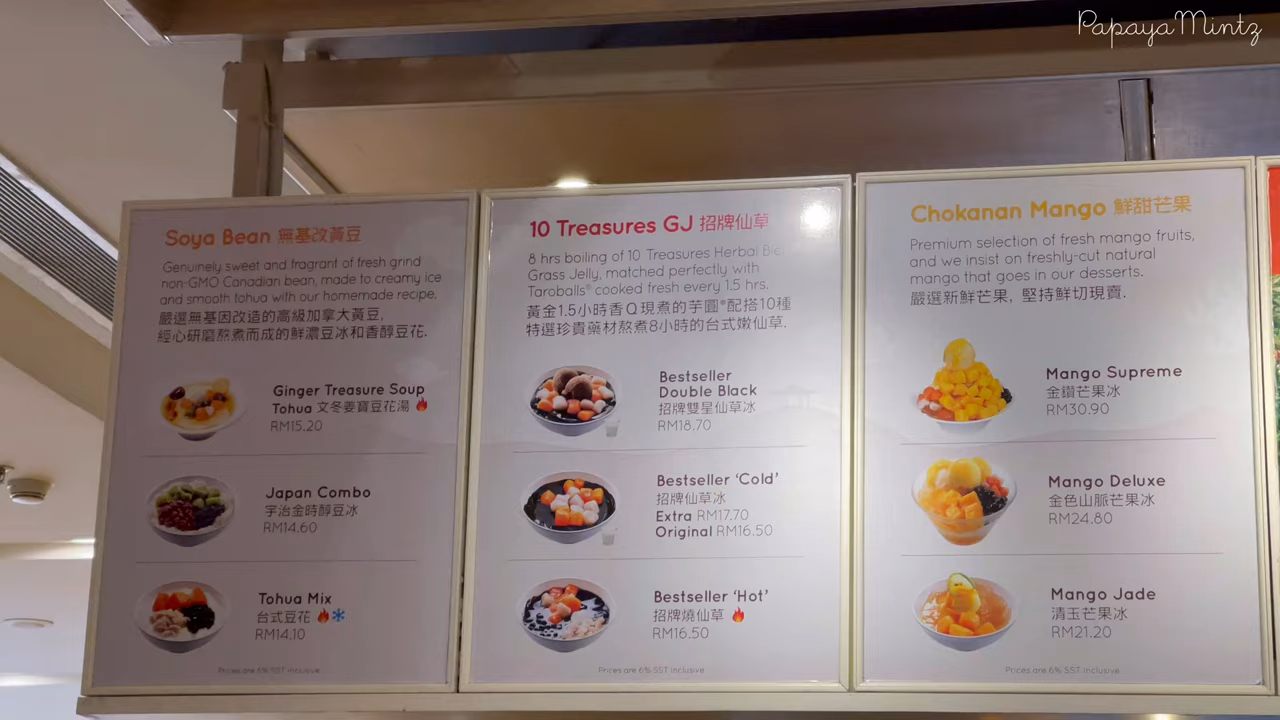 PapayaMintz
Soya Bean 無基改黃豆
Genuinely sweet and fragrant of fresh grind
non-GMO Canadian bean, made to creamy ice
and smooth tohua with our homemade recipe.
嚴選無基因改造的高級加拿大黃豆,
經心研磨熬煮而成的鮮濃豆冰和香醇豆花.
Ginger Treasure Soup
Tohua 文冬姜寶豆花湯
RM15.20
Japan Combo
宇治金時醇豆冰
RM14.60
Tohua Mix
台式豆花
RM14.10
Prices are 6% SST Inclusive
10 Treasures GJ 招牌仙草
8 hrs boiling of 10 Treasures Herbal
Grass Jelly, matched perfectly with
Taroballs® cooked fresh every 1.5 hrs.
黃金1.5小時香Q現煮的芋圓®配搭10種
特選珍貴藥材熬煮8小時的台式嫩仙草.
Bestseller
Double Black
招牌雙星仙草冰
RM18.70
Bestseller ‘Cold’
招牌仙草冰
Extra RM17.70
Original RM16.50
Bestseller ‘Hot’
招牌燒仙草
RM16.50
Prices are 6% SST Inclusive
Chokanan Mango 鮮甜芒果
Premium selection of fresh mango fruits,
and we insist on freshly-cut natural
mango that goes in our desserts.
嚴選新鮮芒果, 堅持鮮切現賣.
Mango Supreme
金鑽芒果冰
RM30.90
Mango Deluxe
金色山脈芒果冰
RM24.80
Mango Jade
清玉芒果冰
RM21.20
Prices are 6% SST Inclusive